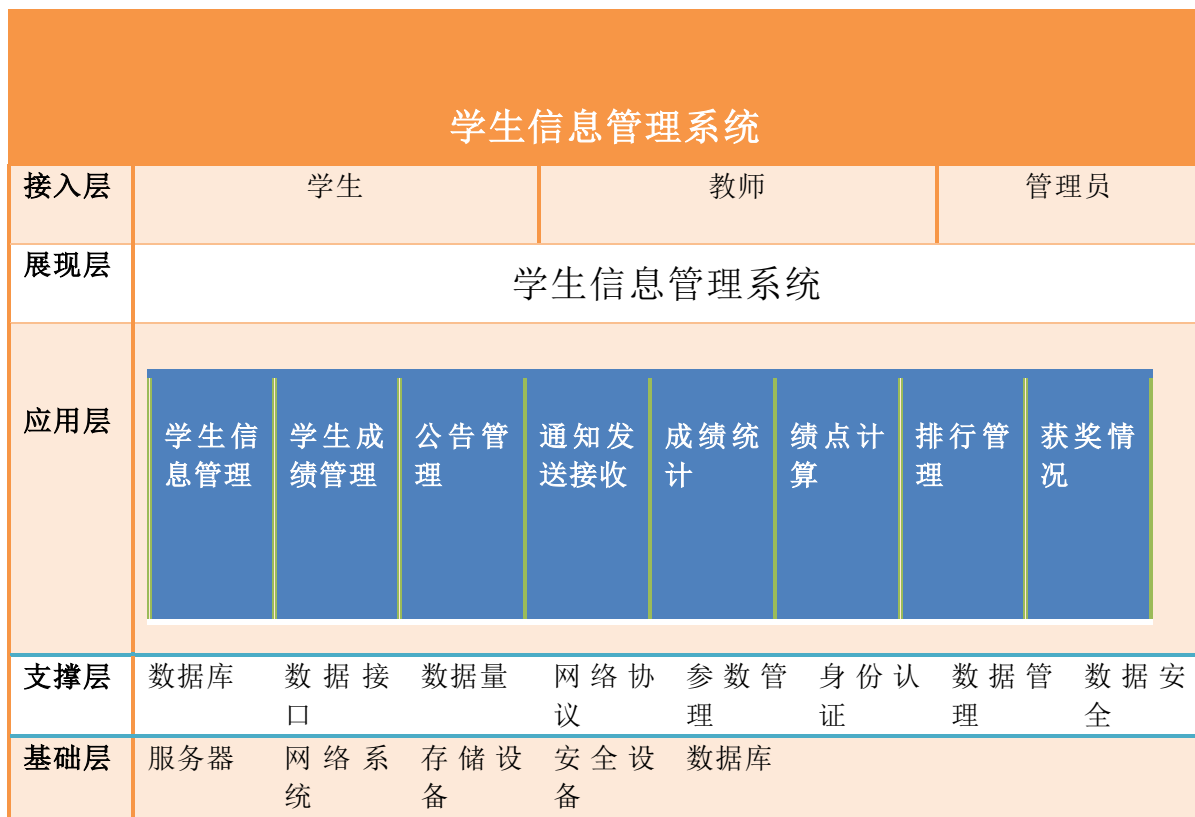 学生信息管理系统
接入层 学生 教师 管理员
展现层 学生信息管理系统
应用层
学生信 学生成 公告管 通知发 成绩统 绩点计 排行管 获奖情
息管理 绩管理 理 送接收 计 算 理 况
支撑层 数据库 数据接 数据量 网络协 参数管 身份认 数据管 数据安
口 议 理 证 理 全
基础层 服务器 网络系 存储设 安全设 数据库
统 备 备